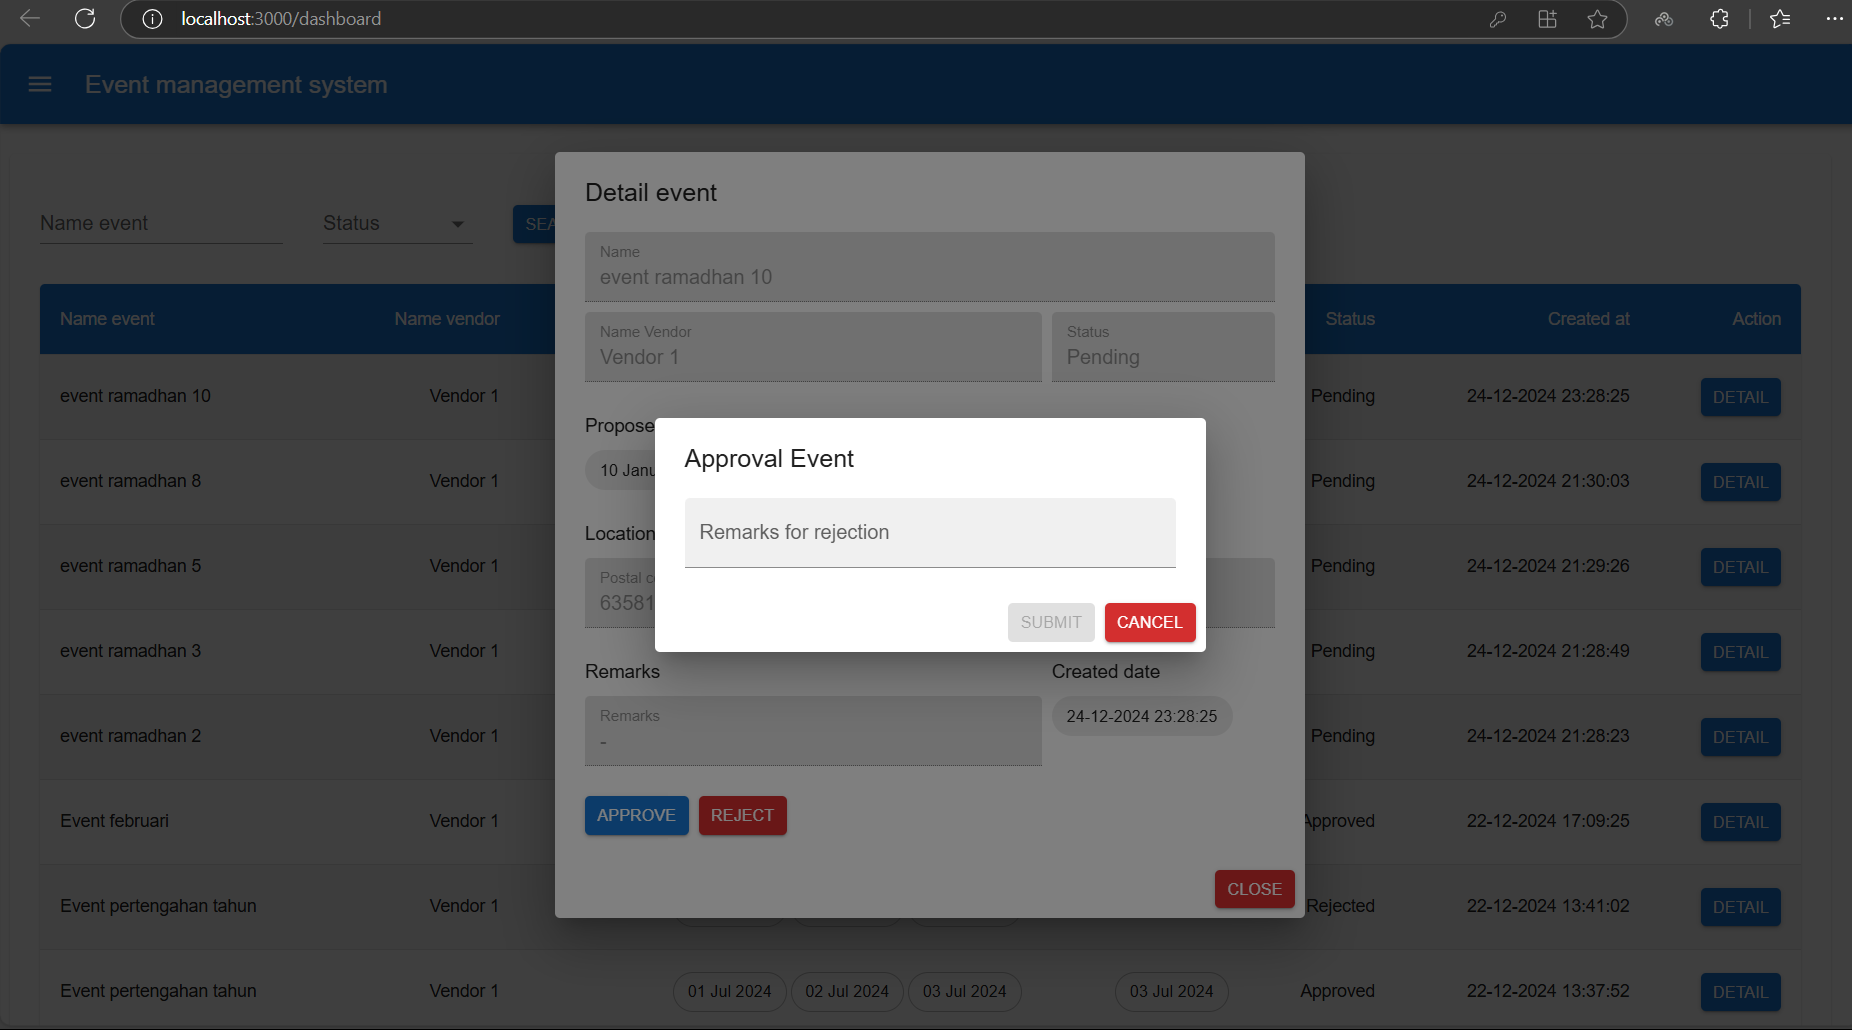 localhost:3000/dashboard
Event management system
Name event
Status
Name event Name vendor Status Created at Action
event ramadhan 10 Vendor 1 Pending 24-12-2024 23:28:25 DETAIL
event ramadhan 8 Vendor 1 Pending 24-12-2024 21:30:03 DETAIL
event ramadhan 5 Vendor 1 Pending 24-12-2024 21:29:26 DETAIL
event ramadhan 3 Vendor 1 Pending 24-12-2024 21:28:49 DETAIL
event ramadhan 2 Vendor 1 Pending 24-12-2024 21:28:23 DETAIL
Event februari Vendor 1 Approved 22-12-2024 17:09:25 DETAIL
Event pertengahan tahun Vendor 1 Rejected 22-12-2024 13:41:02 DETAIL
Event pertengahan tahun Vendor 1 01 Jul 2024 02 Jul 2024 03 Jul 2024 03 Jul 2024 Approved 22-12-2024 13:37:52 DETAIL
Detail event
Name
event ramadhan 10
Name Vendor
Vendor 1
Status
Pending
10
Location
Postal
63581
Remarks
Remarks
-
Created date
24-12-2024 23:28:25
APPROVE REJECT
CLOSE
Approval Event
Remarks for rejection
SUBMIT CANCEL